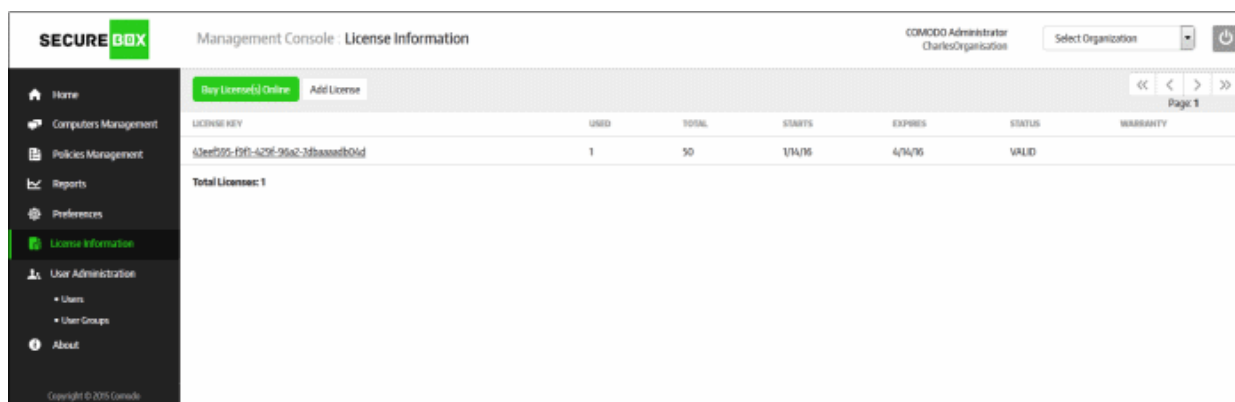 SECURE BOX
Management Console : License Information
COMODO Administrator
CharlesOrganisation
Select Organization
Home
Computers Management
Policies Management
Reports
Preferences
License Information
User Administration
• Users
• User Groups
About
Copyright © 2015 Comodo
Buy License(s) Online Add License
Page: 1
LICENSE KEY USED TOTAL STARTS EXPIRES STATUS WARRANTY
1 50 1/14/16 4/14/16 VALID
Total Licenses: 1